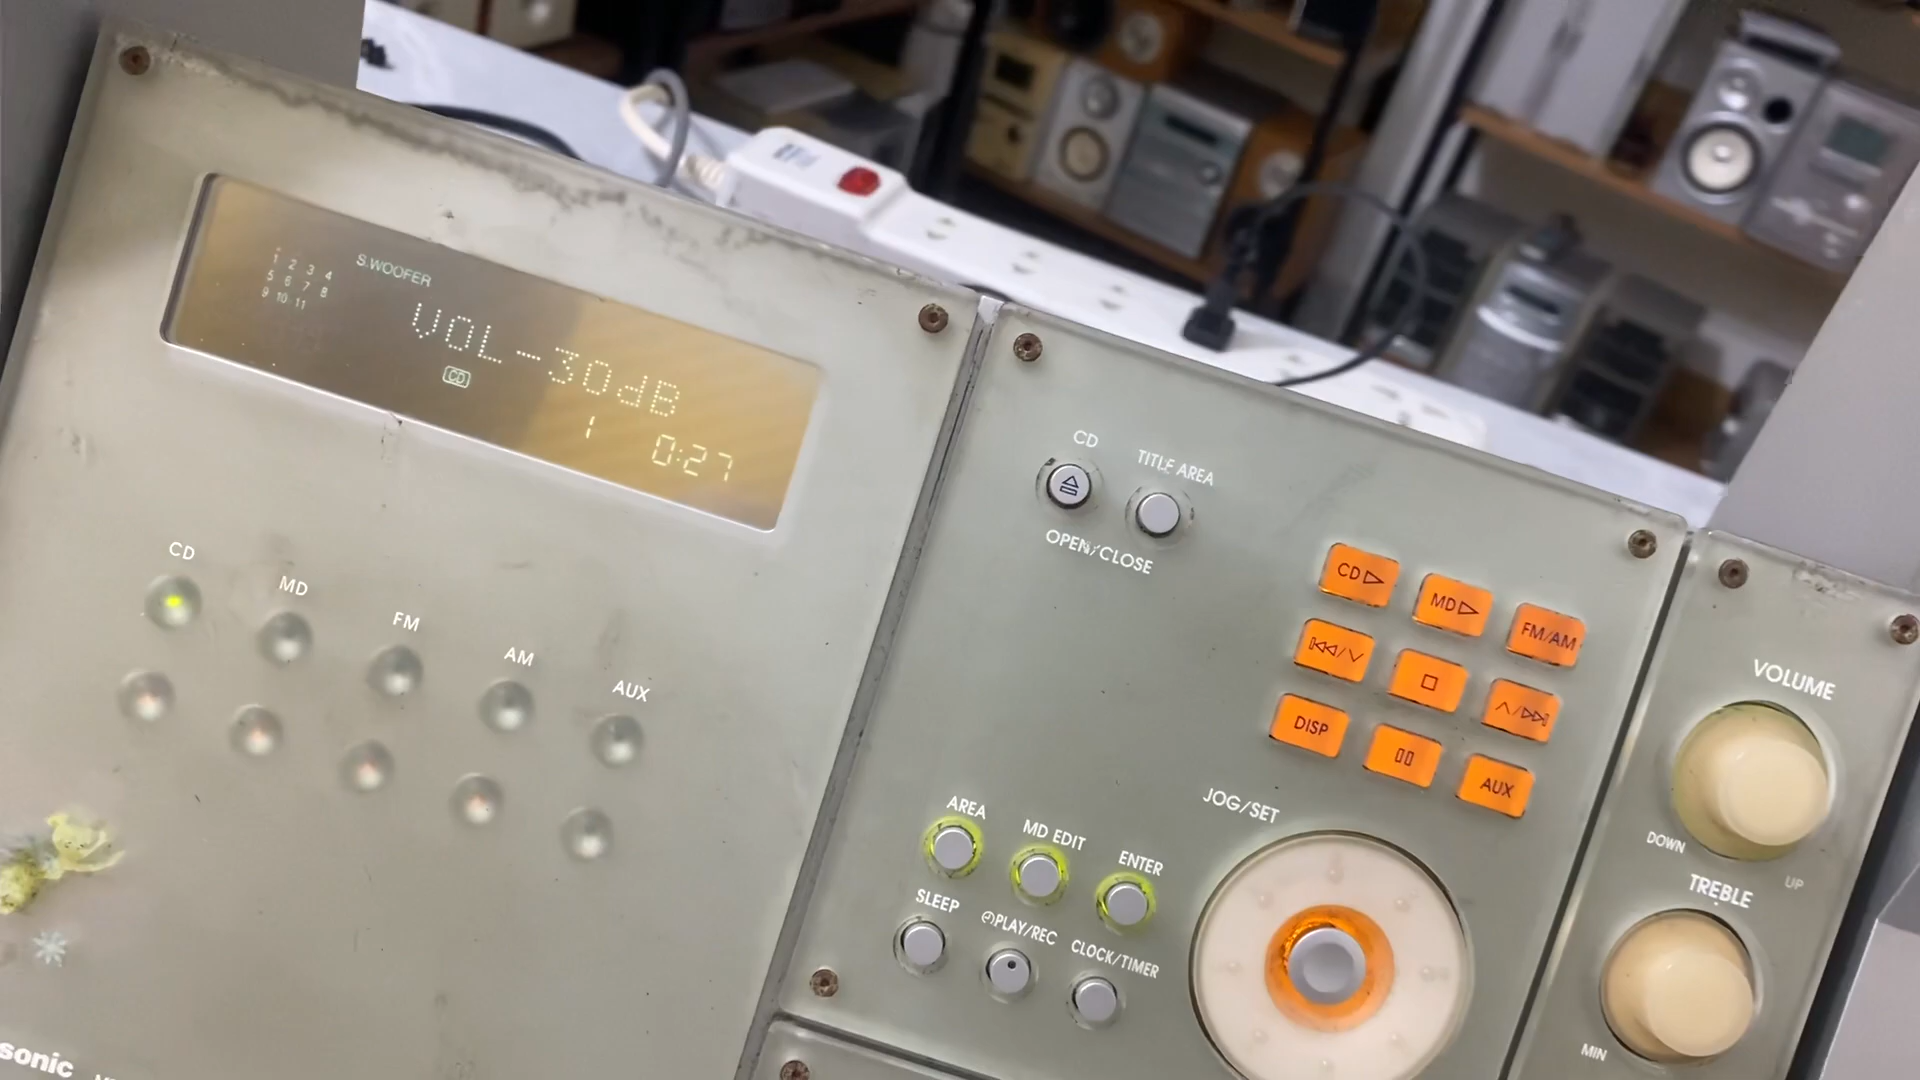 1 2 3 4
5 6 7 8
9 10 11
S.WOOFER
VOL-30dB
CD
1 0:27
CD
MD
FM
AM
AUX
sonic
CD
TITLE AREA
OPEN/CLOSE
CD
MD
FM/AM
DISP
AUX
JOG/SET
AREA
MD EDIT
ENTER
SLEEP
PLAY/REC
CLOCK/TIMER
VOLUME
DOWN
UP
TREBLE
MIN